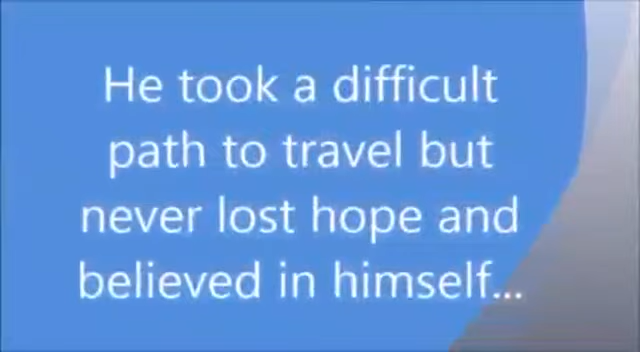 He took a difficult
path to travel but
never lost hope and
believed in himself...